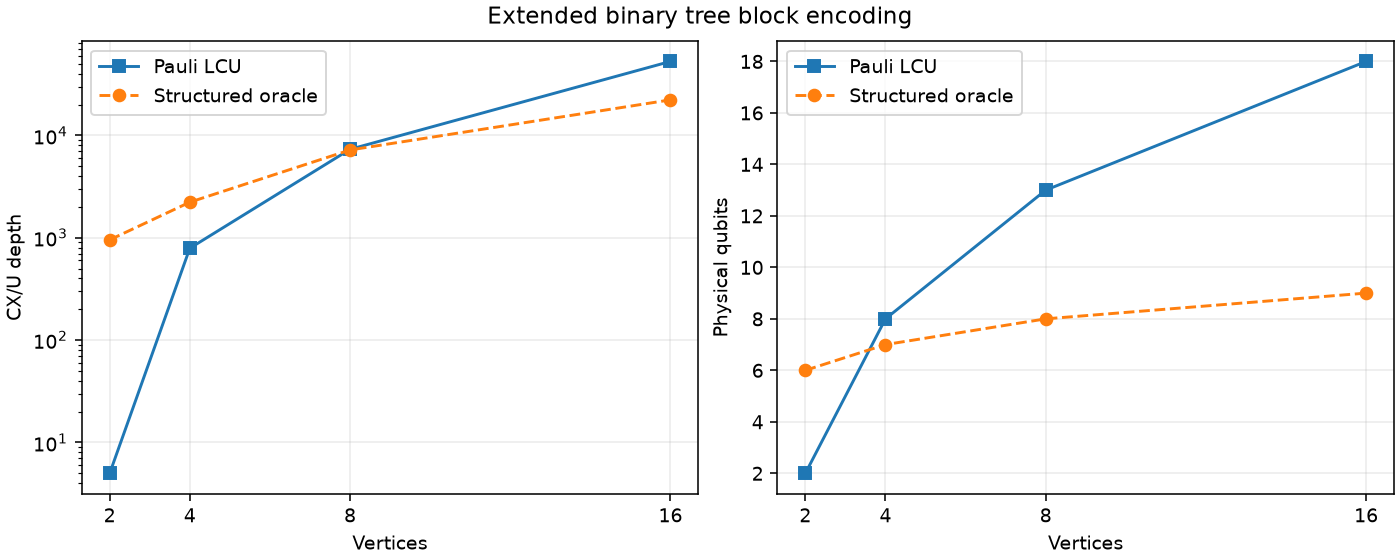 Extended binary tree block encoding
Pauli LCU
Structured oracle
10^4
10^3
10^2
10^1
CX/U depth
2 4 8 16
Vertices
Pauli LCU
Structured oracle
18
16
14
12
10
8
6
4
2
Physical qubits
2 4 8 16
Vertices